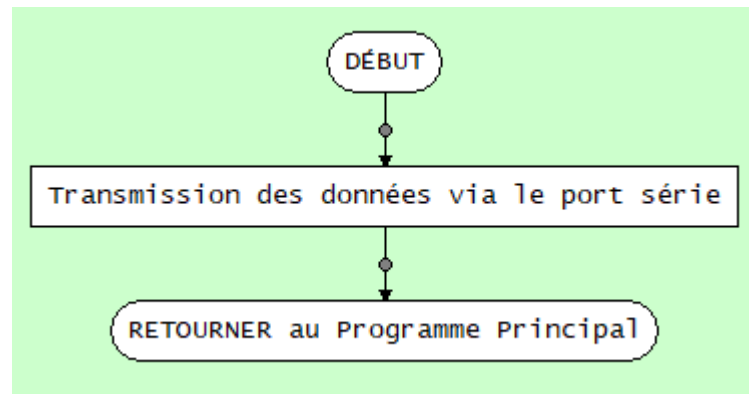 DÉBUT
Transmission des données via le port série
RETOURNER au Programme Principal